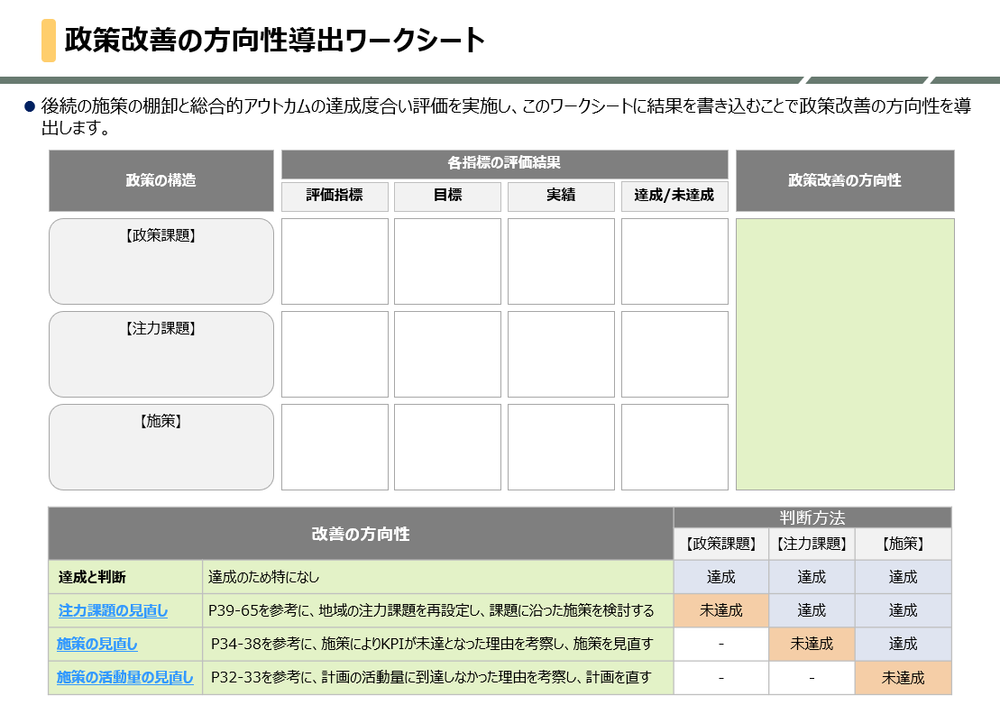 政策改善の方向性導出ワークシート
● 後続の施策の棚卸と総合的アウトカムの達成度合い評価を実施し、このワークシートに結果を書き込むことで政策改善の方向性を導
出します。
政策の構造
各指標の評価結果
政策改善の方向性
評価指標 目標 実績 達成/未達成
【政策課題】
【注力課題】
【施策】
改善の方向性 判断方法
【政策課題】 【注力課題】 【施策】
達成と判断 達成のため特になし 達成 達成 達成
注力課題の見直し P39-65を参考に、地域の注力課題を再設定し、課題に沿った施策を検討する 未達成 達成 達成
施策の見直し P34-38を参考に、施策によりKPIが未達となった理由を考察し、施策を見直す - 未達成 達成
施策の活動量の見直し P32-33を参考に、計画の活動量に到達しなかった理由を考察し、計画を直す - - 未達成